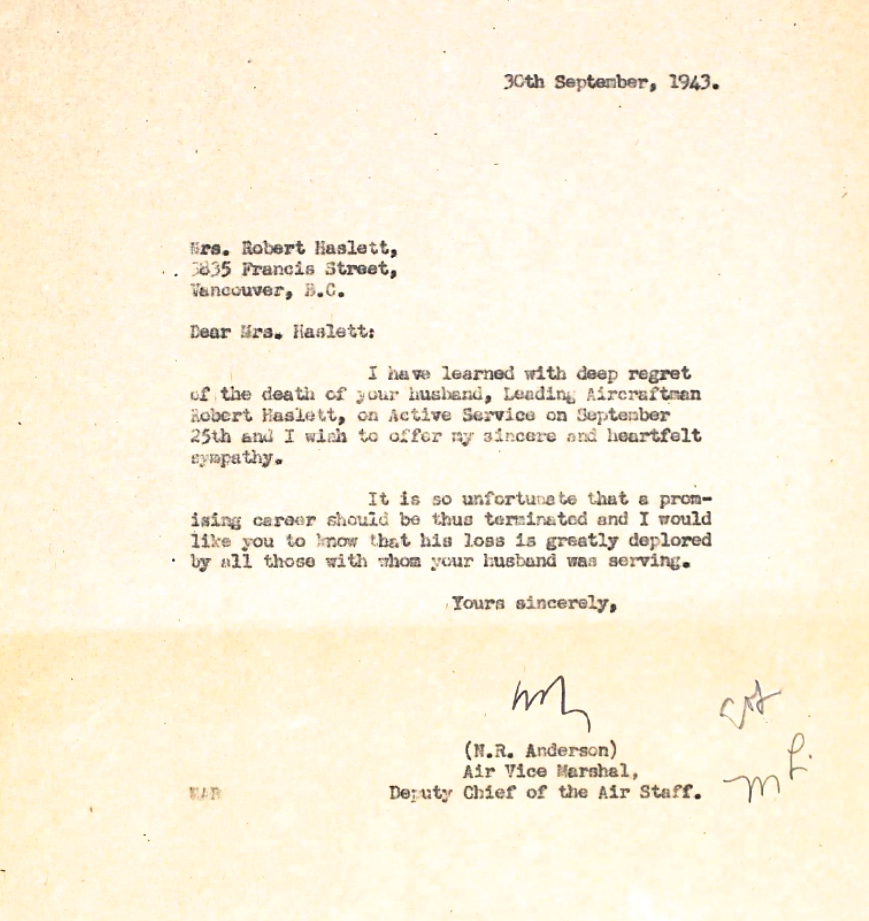 30th September, 1943.
Mrs. Robert Haslett,
3835 Francis Street,
Vancouver, B.C.
Dear Mrs. Haslett:
I have learned with deep regret
of the death of your husband, Leading Aircraftman
Robert Haslett, on Active Service on September
25th and I wish to offer my sincere and heartfelt
sympathy.
It is so unfortunate that a prom-
ising career should be thus terminated and I would
like you to know that his loss is greatly deplored
by all those with whom your husband was serving.
Yours sincerely,
(N.R. Anderson)
Air Vice Marshal,
Deputy Chief of the Air Staff.